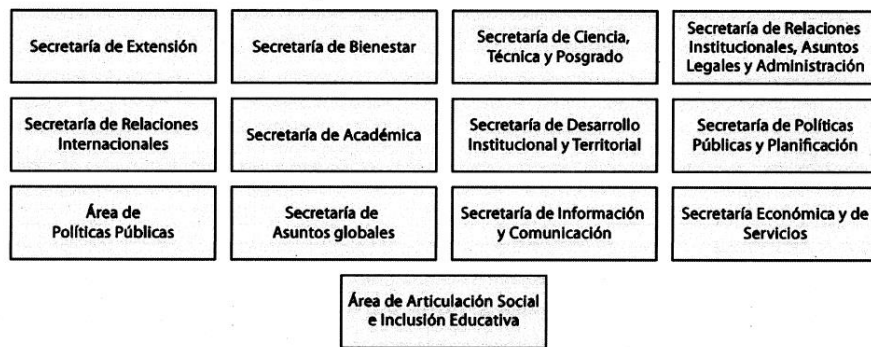 Secretaría de Extensión
Secretaría de Bienestar
Secretaría de Ciencia,
Técnica y Posgrado
Secretaría de Relaciones
Institucionales, Asuntos
Legales y Administración
Secretaría de Relaciones
Internacionales
Secretaría de Académica
Secretaría de Desarrollo
Institucional y Territorial
Secretaría de Políticas
Públicas y Planificación
Área de
Políticas Públicas
Secretaría de
Asuntos globales
Secretaría de Información
y Comunicación
Secretaría Económica y de
Servicios
Área de Articulación Social
e Inclusión Educativa